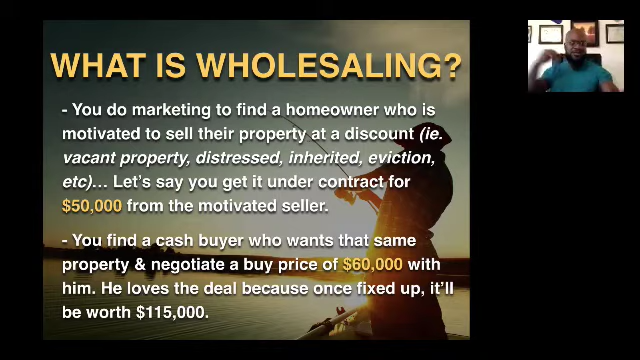 WHAT IS WHOLESALING?
- You do marketing to find a homeowner who is
motivated to sell their property at a discount (ie.
vacant property, distressed, inherited, eviction,
etc)... Let's say you get it under contract for
$50,000 from the motivated seller.
- You find a cash buyer who wants that same
property & negotiate a buy price of $60,000 with
him. He loves the deal because once fixed up, it'll
be worth $115,000.